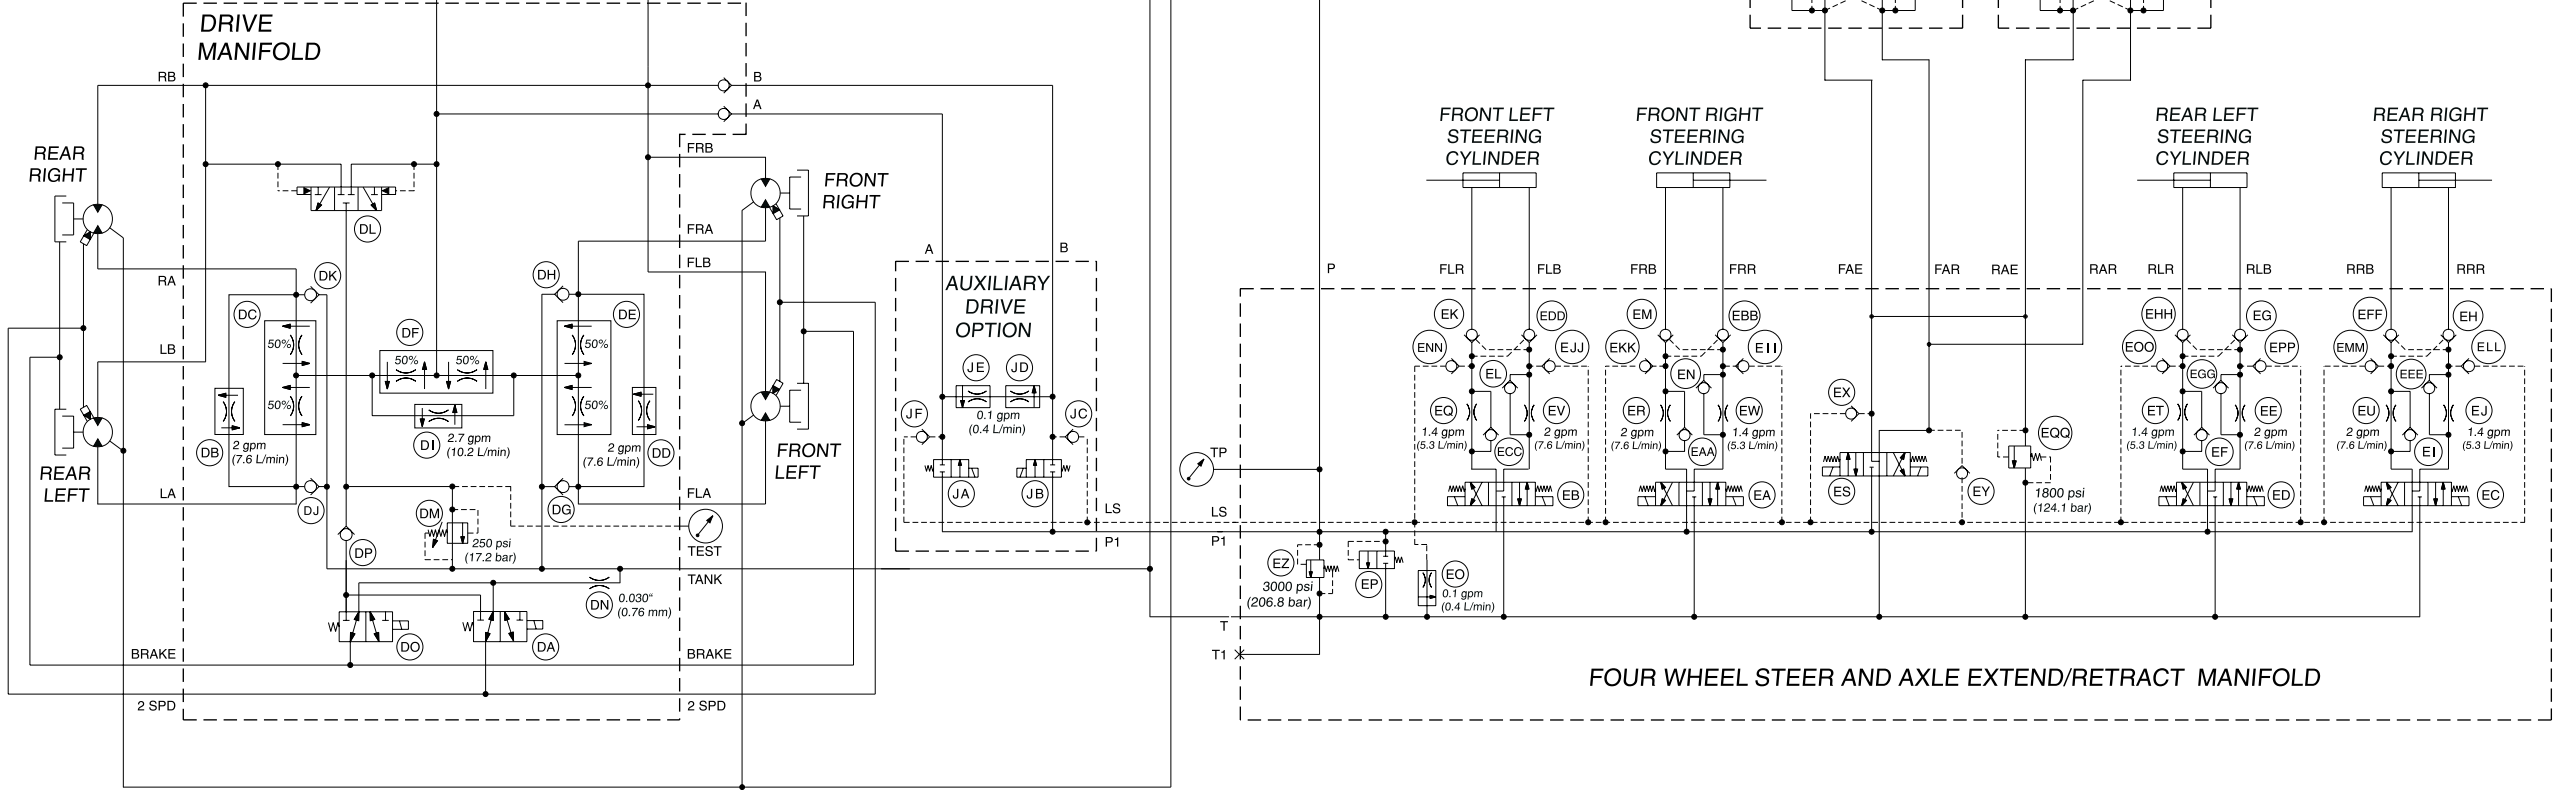 DRIVE
MANIFOLD
RB
B
A
REAR
RIGHT
DL
FRB
FRONT
RIGHT
FRA
FLB
RA
DK
DH
DC
DE
DF
50%
50%
50%
50%
50%
50%
LB
DB
2 gpm
(7.6 L/min)
DI
2.7 gpm
(10.2 L/min)
2 gpm
(7.6 L/min)
DD
REAR
LEFT
FRONT
LEFT
LA
DJ
DM
250 psi
(17.2 bar)
DG
FLA
TEST
DP
TANK
DN
0.030"
(0.76 mm)
W
W
DO
DA
BRAKE
BRAKE
2 SPD
2 SPD
A
B
AUXILIARY
DRIVE
OPTION
JE
JD
0.1 gpm
(0.4 L/min)
JF
JC
JA
JB
LS
P1
P
TP
LS
P1
T
T1
FRONT LEFT
STEERING
CYLINDER
FRONT RIGHT
STEERING
CYLINDER
REAR LEFT
STEERING
CYLINDER
REAR RIGHT
STEERING
CYLINDER
FLR
FLB
FRB
FRR
FAE
FAR
RAE
RAR
RLR
RLB
RRB
RRR
EK
EDD
EM
EBB
EHH
EG
EFF
EH
ENN
EJJ
EKK
EII
EOO
EPP
EMM
ELL
EL
EN
EGG
EEE
EQ
1.4 gpm
(5.3 L/min)
EV
2 gpm
(7.6 L/min)
ER
2 gpm
(7.6 L/min)
EW
1.4 gpm
(5.3 L/min)
EX
EQQ
ET
1.4 gpm
(5.3 L/min)
EE
2 gpm
(7.6 L/min)
EU
2 gpm
(7.6 L/min)
EJ
1.4 gpm
(5.3 L/min)
ECC
EAA
EF
EI
EB
EA
ES
EY
1800 psi
(124.1 bar)
ED
EC
EZ
3000 psi
(206.8 bar)
EP
EO
0.1 gpm
(0.4 L/min)
FOUR WHEEL STEER AND AXLE EXTEND/RETRACT MANIFOLD